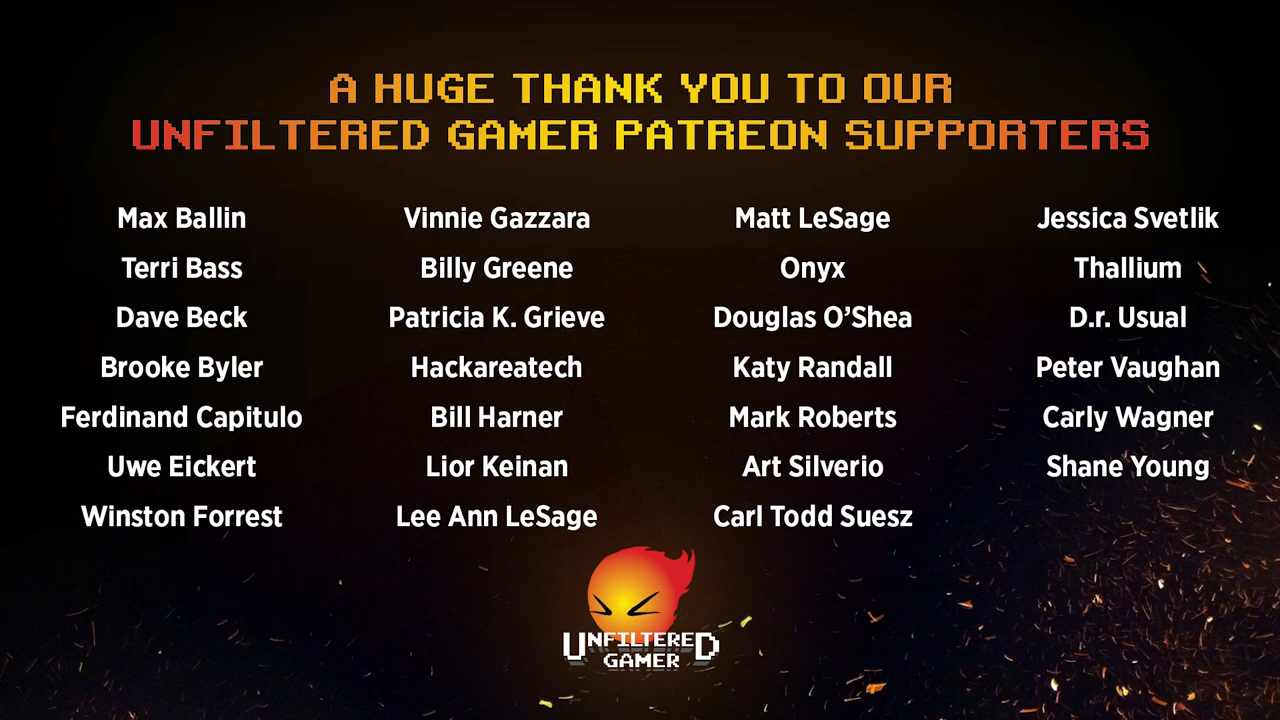 A HUGE THANK YOU TO OUR
UNFILTERED GAMER PATREON SUPPORTERS
Max Ballin
Terri Bass
Dave Beck
Brooke Byler
Ferdinand Capitulo
Uwe Eickert
Winston Forrest
Vinnie Gazzara
Billy Greene
Patricia K. Grieve
Hackareatech
Bill Harner
Lior Keinan
Lee Ann LeSage
Matt LeSage
Onyx
Douglas O’Shea
Katy Randall
Mark Roberts
Art Silverio
Carl Todd Suesz
Jessica Svetlik
Thallium
D.r. Usual
Peter Vaughan
Carly Wagner
Shane Young
UNFILTERED
GAMER